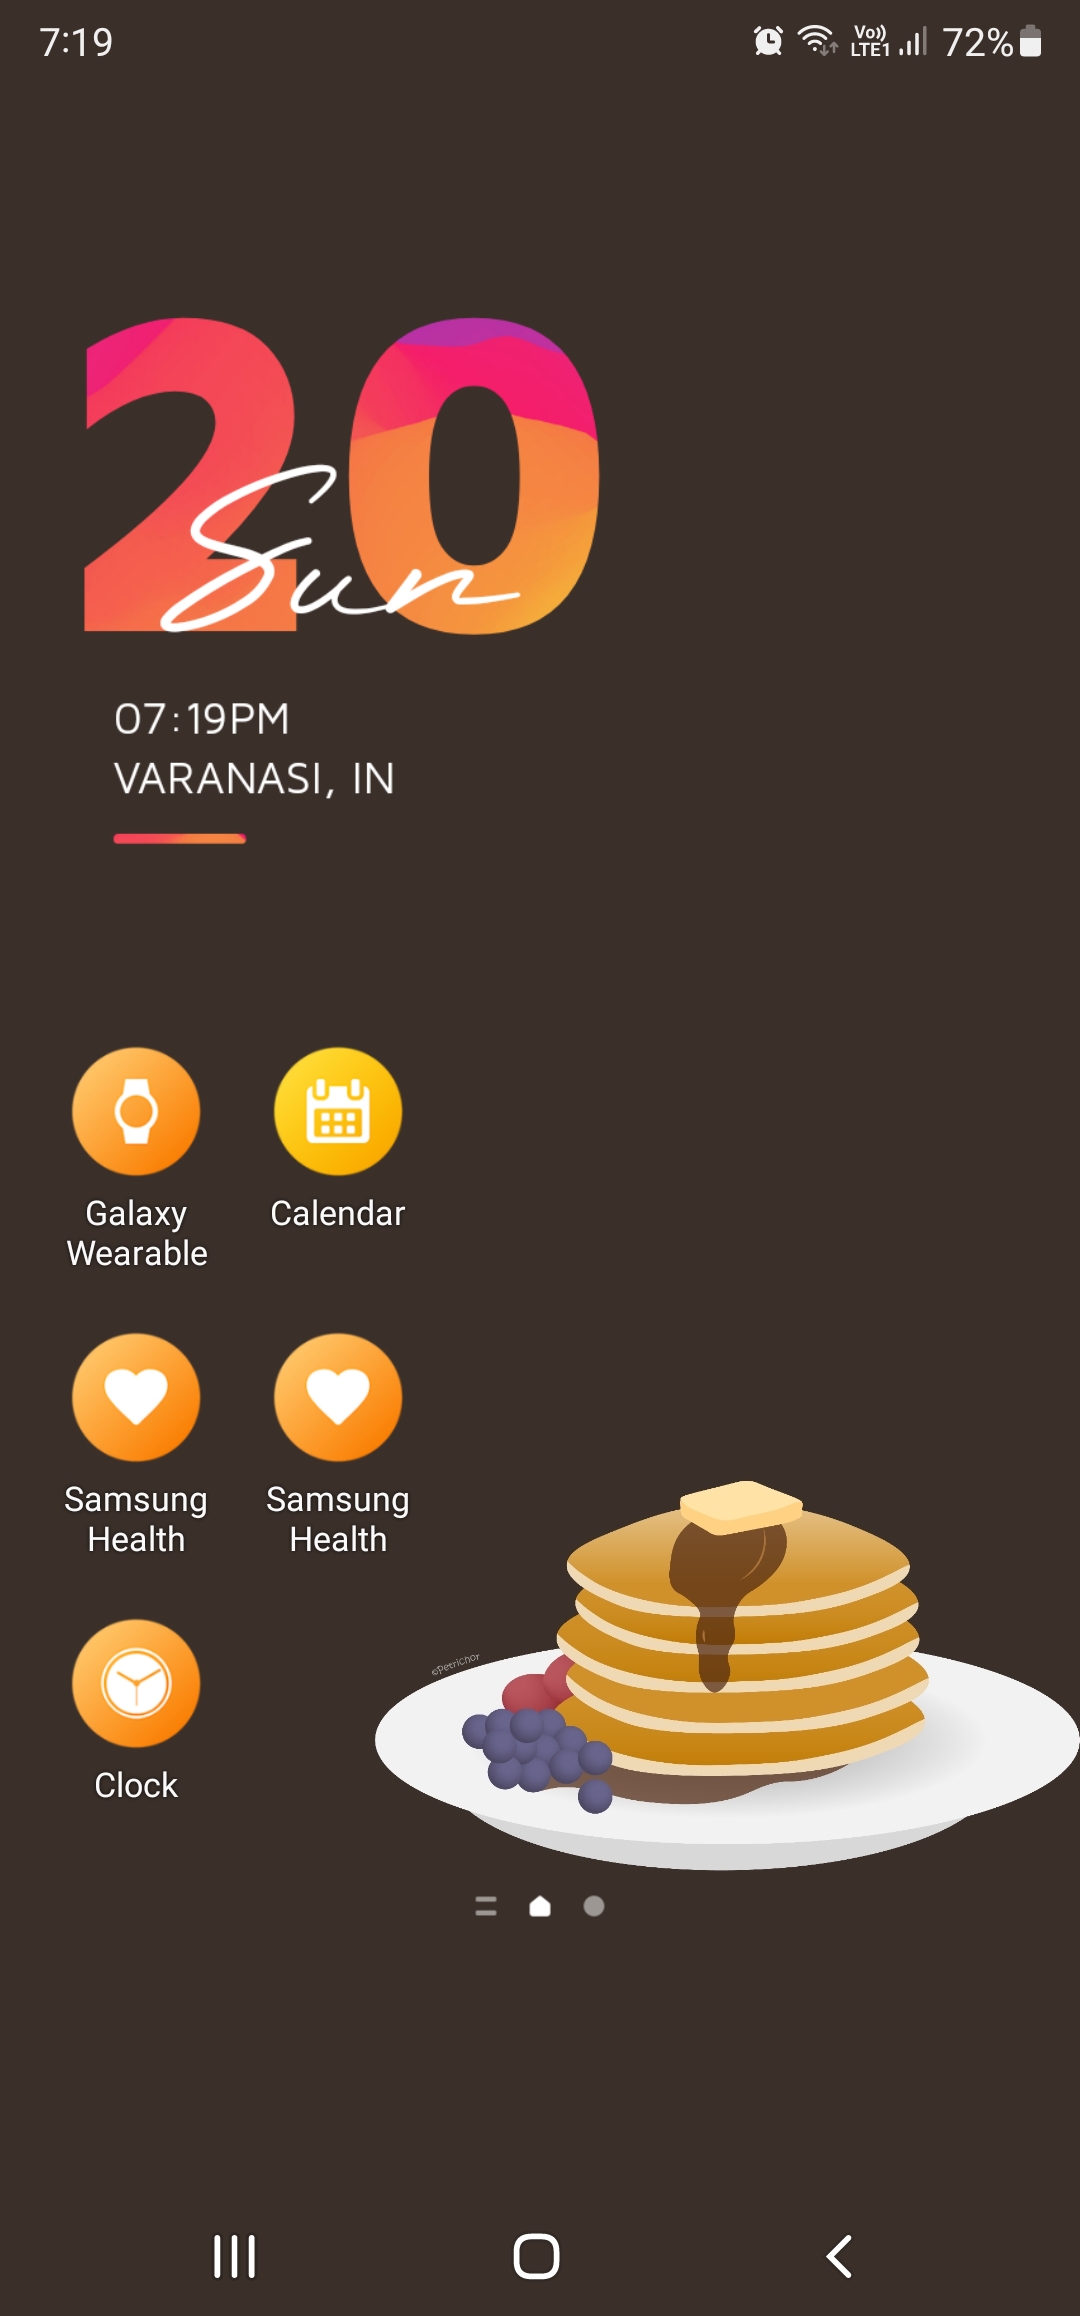 7:19
Vo)) LTE1 72%
20
Sun
07:19PM
VARANASI, IN
Galaxy Wearable
Calendar
Samsung Health
Samsung Health
©Petrichor
Clock